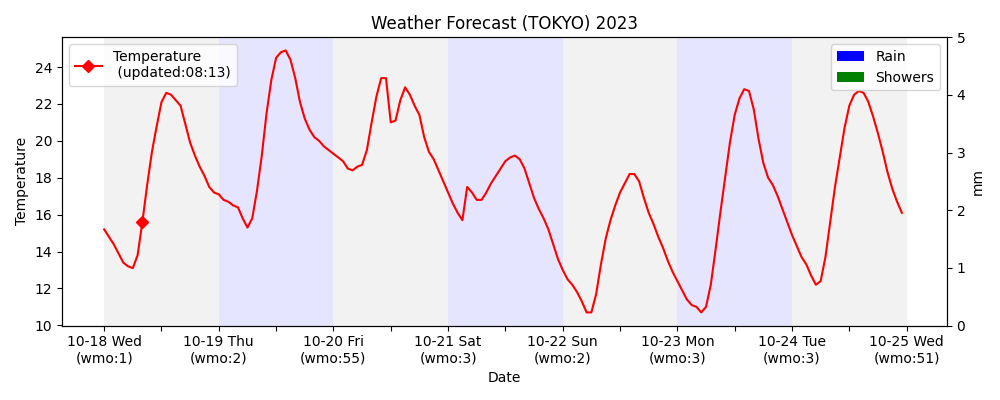 Weather Forecast (TOKYO) 2023
Temperature
(updated:08:13)
Rain
Showers
Temperature
24
22
20
18
16
14
12
10
5
4
3
2
1
0
mm
10-18 Wed
(wmo:1)
10-19 Thu
(wmo:2)
10-20 Fri
(wmo:55)
10-21 Sat
(wmo:3)
10-22 Sun
(wmo:2)
10-23 Mon
(wmo:3)
10-24 Tue
(wmo:3)
10-25 Wed
(wmo:51)
Date